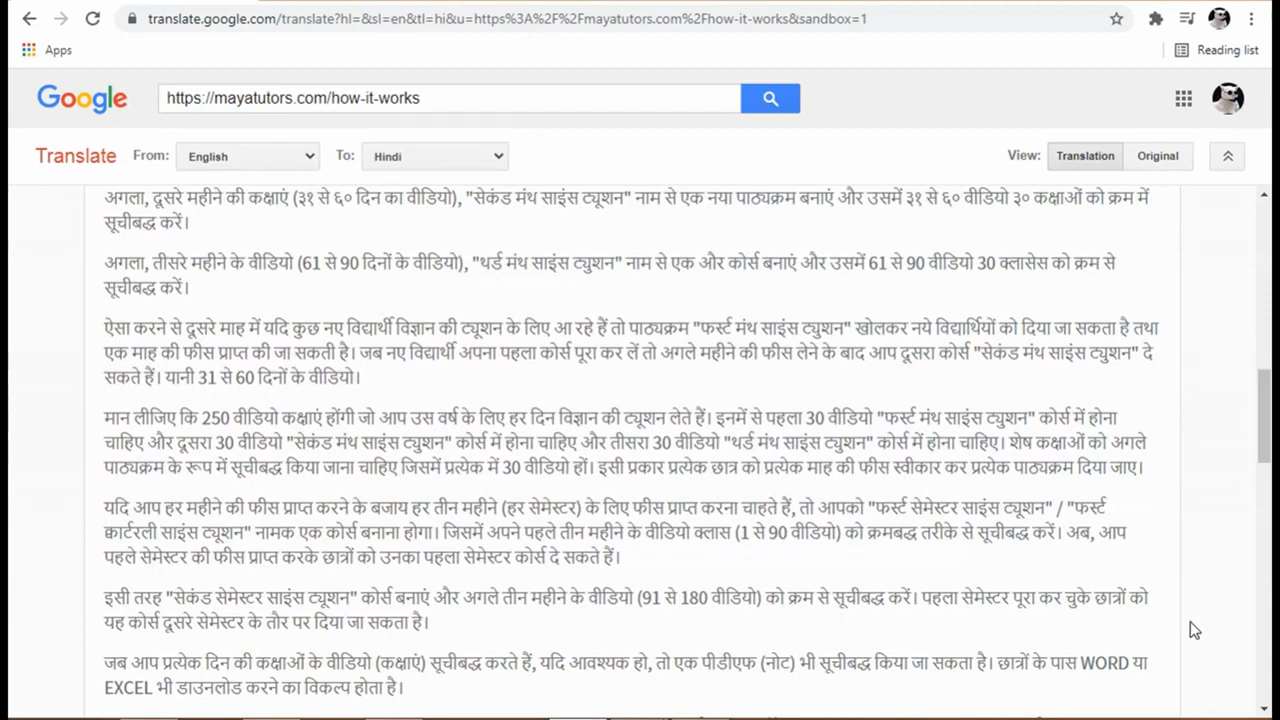 translate.google.com/translate?hl=&sl=en&tl=hi&u=https%3A%2F%2Fmayatutors.com%2Fhow-it-works&sandbox=1
Apps
Reading list
Google
https://mayatutors.com/how-it-works
Translate From: English To: Hindi View: Translation Original
अगला, दूसरे महीने की कक्षाएं (३१ से ६० दिन का वीडियो), "सेकंड मंथ साइंस ट्यूशन" नाम से एक नया पाठ्यक्रम बनाएं और उसमें ३१ से ६० वीडियो ३० कक्षाओं को क्रम में
सूचीबद्ध करें।
अगला, तीसरे महीने के वीडियो (61 से 90 दिनों के वीडियो), "थर्ड मंथ साइंस ट्युशन" नाम से एक और कोर्स बनाएं और उसमें 61 से 90 वीडियो 30 क्लासेस को क्रम से
सूचीबद्ध करें।
ऐसा करने से दूसरे माह में यदि कुछ नए विद्यार्थी विज्ञान की ट्यूशन के लिए आ रहे हैं तो पाठ्यक्रम "फर्स्ट मंथ साइंस ट्युशन" खोलकर नये विद्यार्थियों को दिया जा सकता है तथा
एक माह की फीस प्राप्त की जा सकती है। जब नए विद्यार्थी अपना पहला कोर्स पूरा कर लें तो अगले महीने की फीस लेने के बाद आप दूसरा कोर्स "सेकंड मंथ साइंस ट्युशन" दे
सकते हैं। यानी 31 से 60 दिनों के वीडियो।
मान लीजिए कि 250 वीडियो कक्षाएं होंगी जो आप उस वर्ष के लिए हर दिन विज्ञान की ट्यूशन लेते हैं। इनमें से पहला 30 वीडियो "फर्स्ट मंथ साइंस ट्युशन" कोर्स में होना
चाहिए और दूसरा 30 वीडियो "सेकंड मंथ साइंस ट्युशन" कोर्स में होना चाहिए और तीसरा 30 वीडियो "थर्ड मंथ साइंस ट्युशन" कोर्स में होना चाहिए। शेष कक्षाओं को अगले
पाठ्यक्रम के रूप में सूचीबद्ध किया जाना चाहिए जिसमें प्रत्येक में 30 वीडियो हों। इसी प्रकार प्रत्येक छात्र को प्रत्येक माह की फीस स्वीकार कर प्रत्येक पाठ्यक्रम दिया जाए।
यदि आप हर महीने की फीस प्राप्त करने के बजाय हर तीन महीने (हर सेमेस्टर) के लिए फीस प्राप्त करना चाहते हैं, तो आपको "फर्स्ट सेमेस्टर साइंस ट्यूशन" / "फर्स्ट
क्वार्टरली साइंस ट्यूशन" नामक एक कोर्स बनाना होगा। जिसमें अपने पहले तीन महीने के वीडियो क्लास (1 से 90 वीडियो) को क्रमबद्ध तरीके से सूचीबद्ध करें। अब, आप
पहले सेमेस्टर की फीस प्राप्त करके छात्रों को उनका पहला सेमेस्टर कोर्स दे सकते हैं।
इसी तरह "सेकंड सेमेस्टर साइंस ट्यूशन" कोर्स बनाएं और अगले तीन महीने के वीडियो (91 से 180 वीडियो) को क्रम से सूचीबद्ध करें। पहला सेमेस्टर पूरा कर चुके छात्रों को
यह कोर्स दूसरे सेमेस्टर के तौर पर दिया जा सकता है।
जब आप प्रत्येक दिन की कक्षाओं के वीडियो (कक्षाएं) सूचीबद्ध करते हैं, यदि आवश्यक हो, तो एक पीडीएफ (नोट) भी सूचीबद्ध किया जा सकता है। छात्रों के पास WORD या
EXCEL भी डाउनलोड करने का विकल्प होता है।